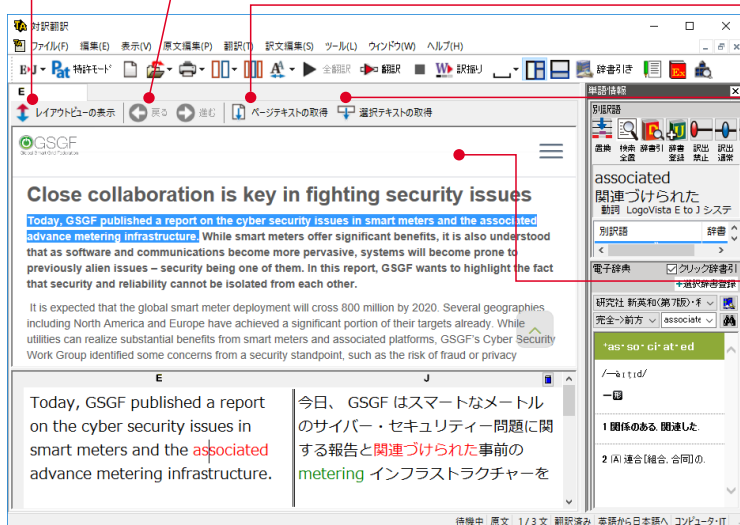 対訳翻訳
ファイル(F) 編集(E) 表示(V) 原文編集(P) 翻訳(T) 訳文編集(S) ツール(L) ウインドウ(W) ヘルプ(H)
E▸J Pat 特許モード 全翻訳 翻訳 訳振り 辞書引き
E
レイアウトビューの表示 戻る 進む ページテキストの取得 選択テキストの取得
GSGF
Global Smart Grid Federation
Close collaboration is key in fighting security issues
Today, GSGF published a report on the cyber security issues in smart meters and the associated
advance metering infrastructure. While smart meters offer significant benefits, it is also understood
that as software and communications become more pervasive, systems will become prone to
previously alien issues – security being one of them. In this report, GSGF wants to highlight the fact
that security and reliability cannot be isolated from each other.
It is expected that the global smart meter deployment will cross 800 million by 2020. Several geographies
including North America and Europe have achieved a significant portion of their targets already. While
utilities can realize substantial benefits from smart meters and associated platforms, GSGF's Cyber Security
Work Group identified some concerns from a security standpoint, such as the risk of fraud or privacy
E
Today, GSGF published a report
on the cyber security issues in
smart meters and the associated
advance metering infrastructure.
J
今日、 GSGF はスマートなメートル
のサイバー・セキュリティー問題に関
する報告と関連づけられた事前の
metering インフラストラクチャーを
単語情報
別訳語
置換 検索全置 辞書引 辞書登録 訳出禁止 訳出通常
associated
関連づけられた
動詞 LogoVista E to J システ
別訳語 辞書
電子辞典 クリック辞書引
+選択辞書登録
研究社 新英和(第7版)・
完全->前方 associate
as·so·ci·at·ed
―形
1 関係のある, 関連した.
2 (A) 連合[組合, 合同]の.
待機中 原文 1/3文 翻訳済み 英語から日本語へ コンピュータ・IT